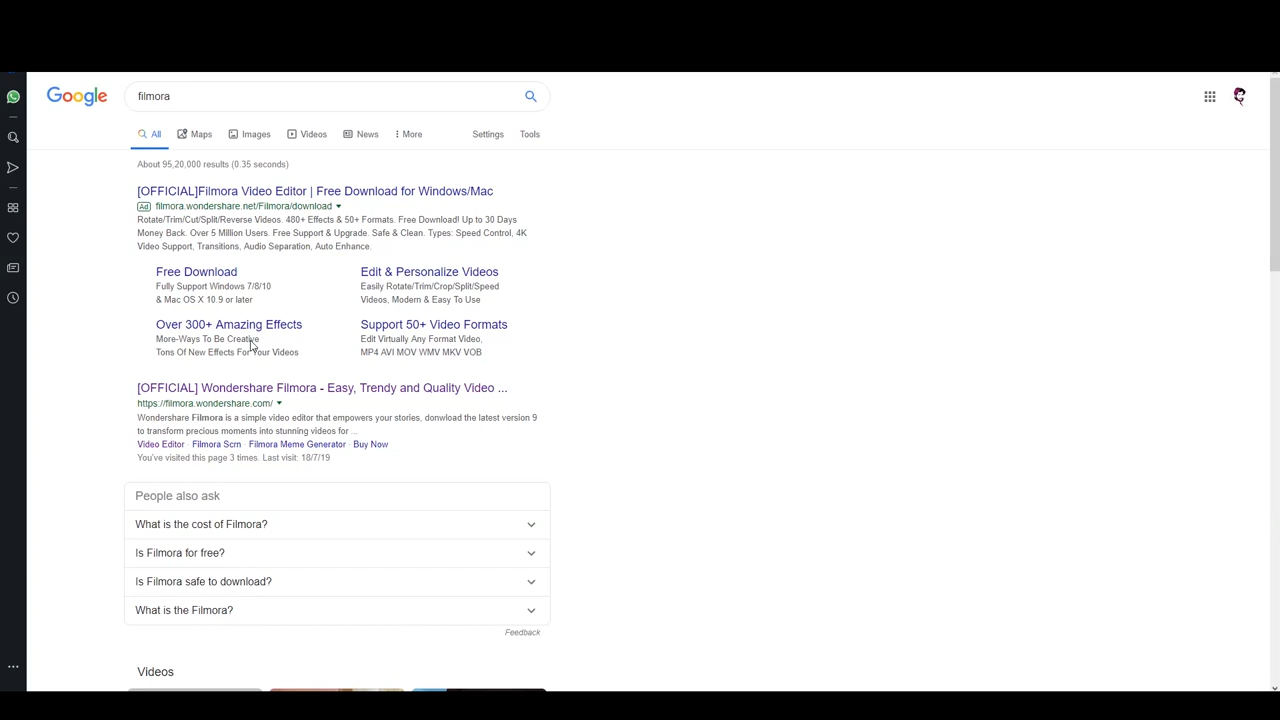 Google
filmora
All
Maps
Images
Videos
News
More
Settings
Tools
About 95,20,000 results (0.35 seconds)
[OFFICIAL]Filmora Video Editor | Free Download for Windows/Mac
Ad filmora.wondershare.net/Filmora/download
Rotate/Trim/Cut/Split/Reverse Videos. 480+ Effects & 50+ Formats. Free Download! Up to 30 Days
Money Back. Over 5 Million Users. Free Support & Upgrade. Safe & Clean. Types: Speed Control, 4K
Video Support, Transitions, Audio Separation, Auto Enhance.
Free Download
Fully Support Windows 7/8/10
& Mac OS X 10.9 or later
Edit & Personalize Videos
Easily Rotate/Trim/Crop/Split/Speed
Videos, Modern & Easy To Use
Over 300+ Amazing Effects
More-Ways To Be Creative
Tons Of New Effects For Your Videos
Support 50+ Video Formats
Edit Virtually Any Format Video,
MP4 AVI MOV WMV MKV VOB
[OFFICIAL] Wondershare Filmora - Easy, Trendy and Quality Video ...
https://filmora.wondershare.com/
Wondershare Filmora is a simple video editor that empowers your stories, donwload the latest version 9
to transform precious moments into stunning videos for ...
Video Editor · Filmora Scrn · Filmora Meme Generator · Buy Now
You've visited this page 3 times. Last visit: 18/7/19
People also ask
What is the cost of Filmora?
Is Filmora for free?
Is Filmora safe to download?
What is the Filmora?
Feedback
Videos